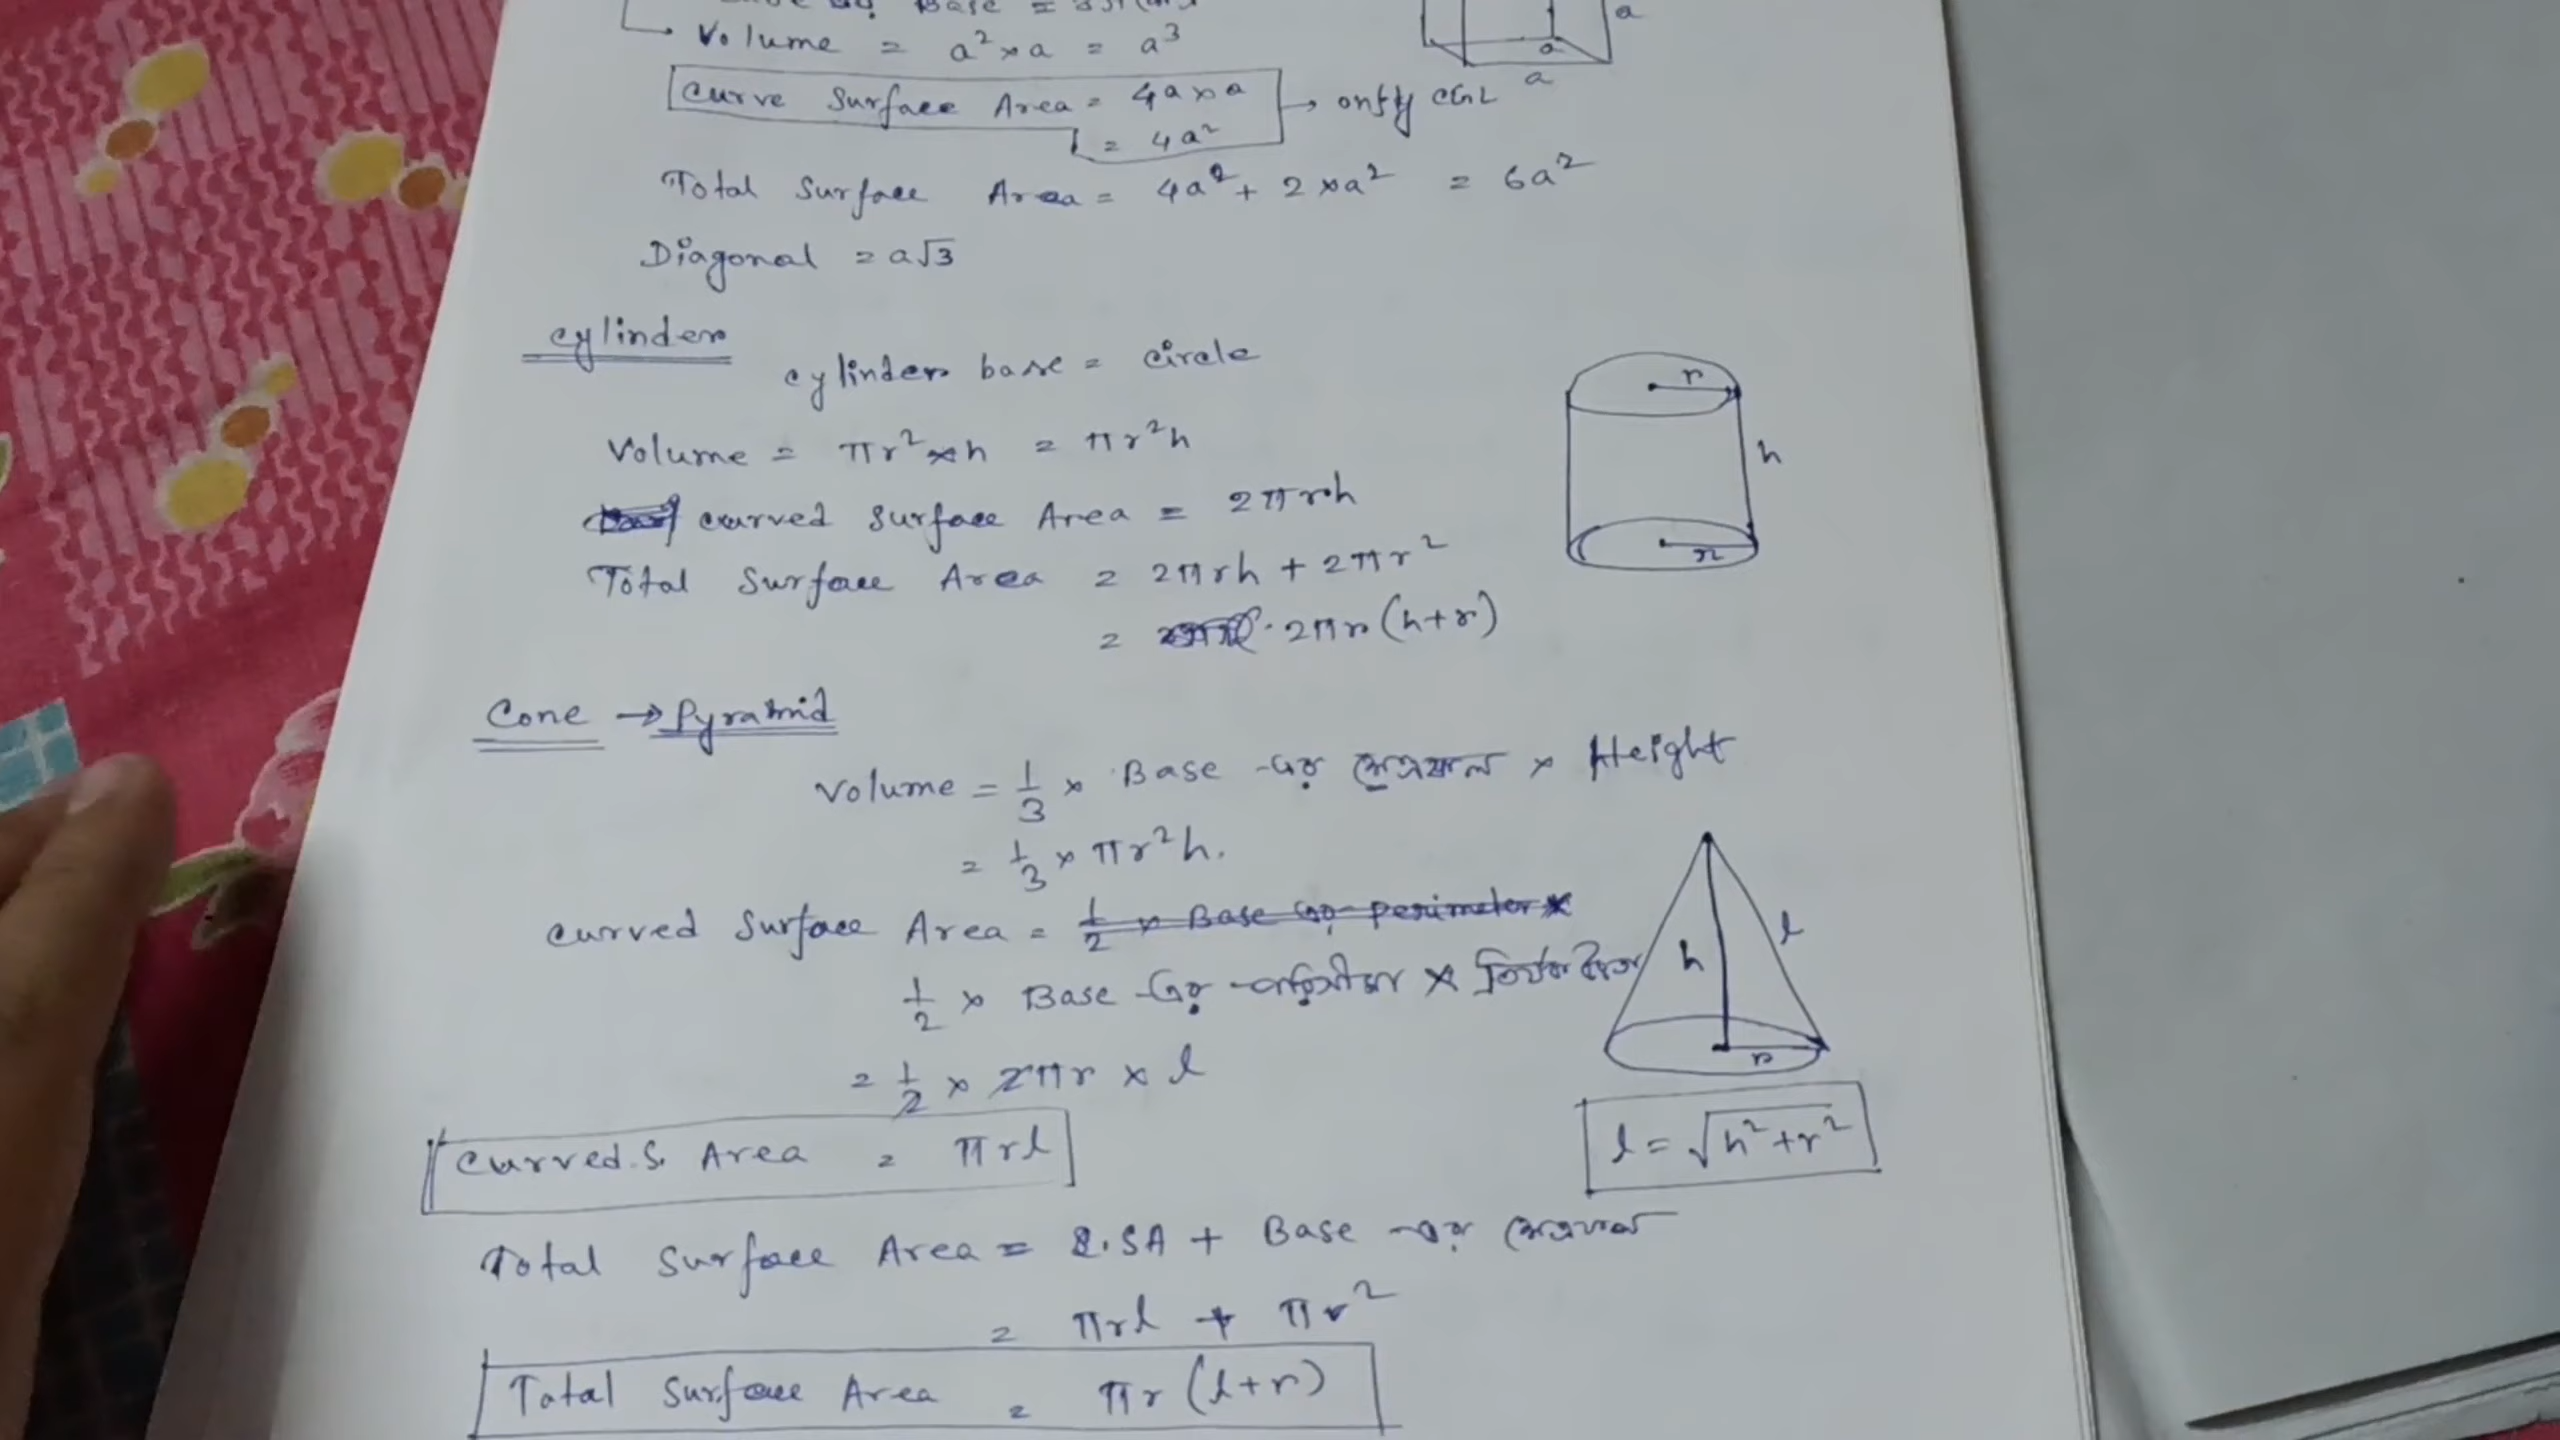 Volume = a² × a = a³
a
a
a
Curve Surface Area = 4a × a
= 4a²
→ only CGL
Total Surface Area = 4a² + 2 × a² = 6a²
Diagonal = a√3
cylinder
cylinder base = circle
r
Volume = πr² × h = πr²h
h
curved surface Area = 2πrh
r
Total Surface Area = 2πrh + 2πr²
= 2πr (h+r)
Cone → Pyramid
Volume = 1/3 × Base -এর ক্ষেত্রফল × Height
= 1/3 × πr²h.
curved Surface Area = 1/2 × Base এর perimeter ×
l
h
1/2 × Base -এর পরিসীমা × তির্যক
r
= 1/2 × 2πr × l
l = √h²+r²
Curved.S. Area = πrl
Total Surface Area = C.SA + Base -এর ক্ষেত্রফল
= πrl + πr²
Total Surface Area = πr (l+r)